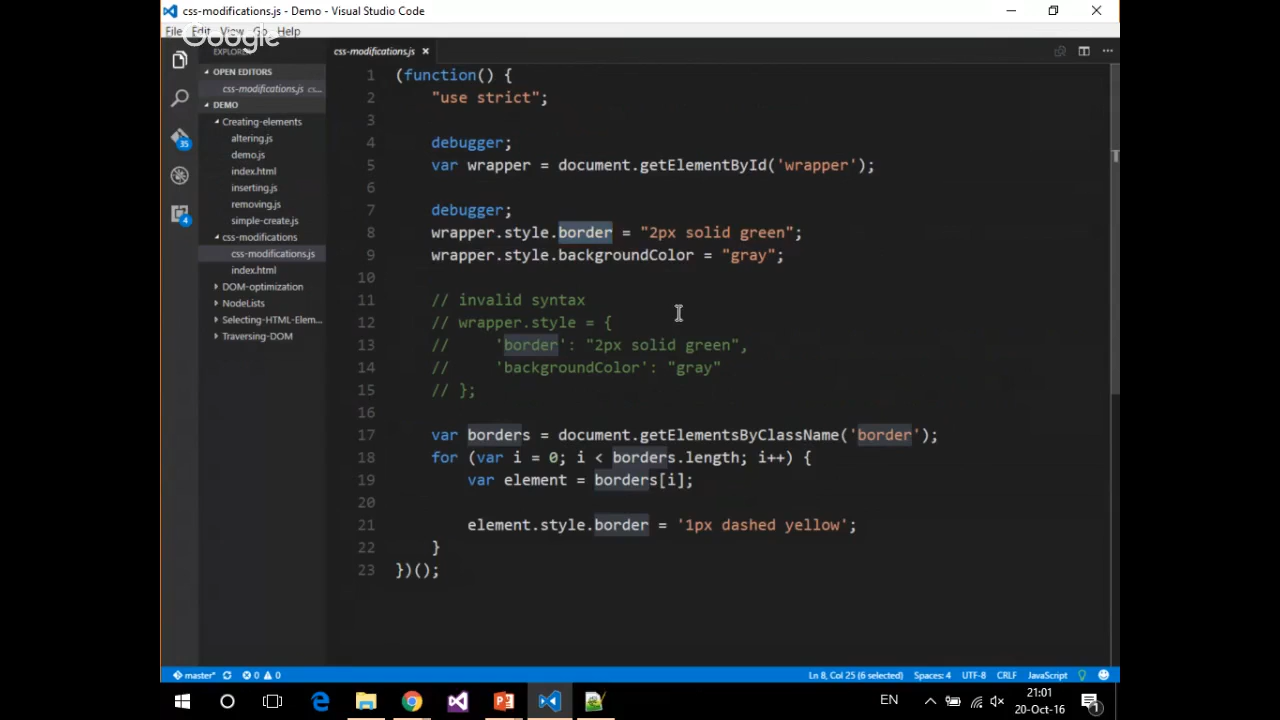 css-modifications.js - Demo - Visual Studio Code
File Edit View Go Help
Google
EXPLORER
OPEN EDITORS
css-modifications.js cs...
DEMO
Creating-elements
altering.js
demo.js
index.html
inserting.js
removing.js
simple-create.js
css-modifications
css-modifications.js
index.html
DOM-optimization
NodeLists
Selecting-HTML-Elem...
Traversing-DOM
35
4
css-modifications.js
1 (function() {
2 "use strict";
3
4 debugger;
5 var wrapper = document.getElementById('wrapper');
6
7 debugger;
8 wrapper.style.border = "2px solid green";
9 wrapper.style.backgroundColor = "gray";
10
11 // invalid syntax
12 // wrapper.style = {
13 // 'border': "2px solid green",
14 // 'backgroundColor': "gray"
15 // };
16
17 var borders = document.getElementsByClassName('border');
18 for (var i = 0; i < borders.length; i++) {
19 var element = borders[i];
20
21 element.style.border = '1px dashed yellow';
22 }
23 })();
master* 0 0 Ln 8, Col 25 (6 selected) Spaces: 4 UTF-8 CRLF JavaScript
EN
21:01
20-Oct-16
1